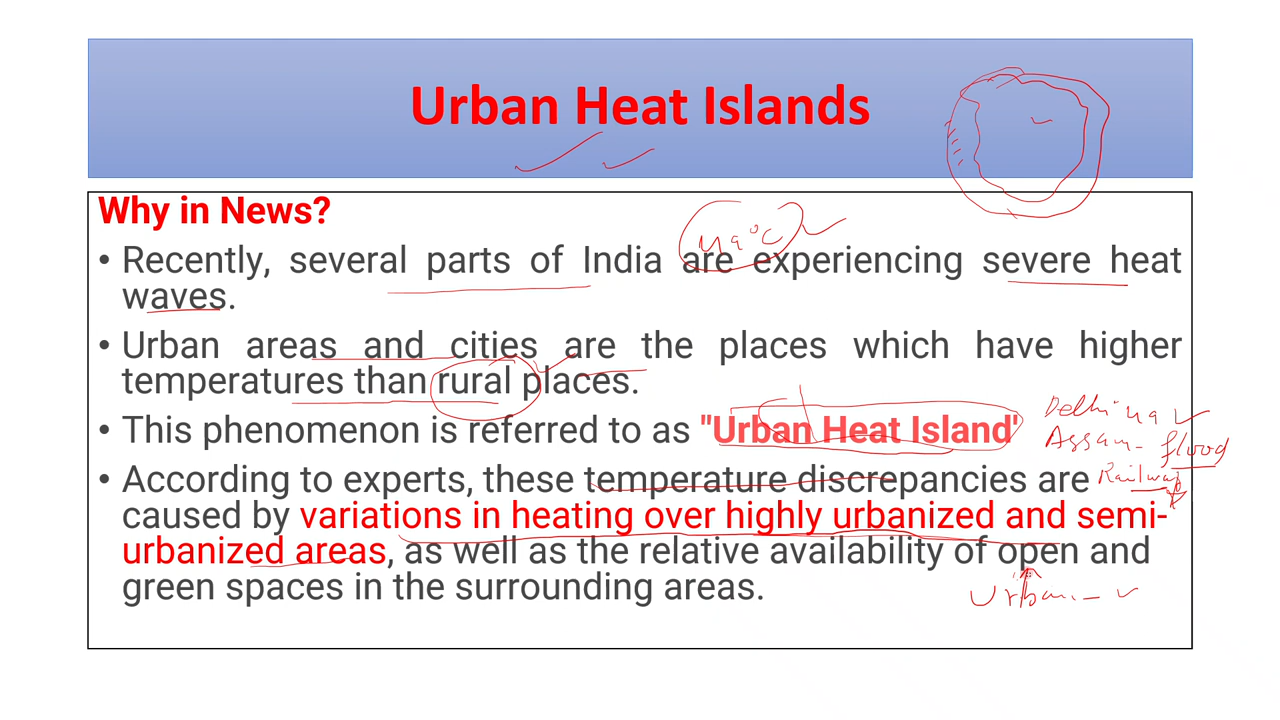 Urban Heat Islands
Why in News?
49°C
• Recently, several parts of India are experiencing severe heat
waves.
• Urban areas and cities are the places which have higher
temperatures than rural places.
Delhi 49
• This phenomenon is referred to as "Urban Heat Island'
Assam - flood
• According to experts, these temperature discrepancies are
Railway
caused by variations in heating over highly urbanized and semi-
urbanized areas, as well as the relative availability of open and
green spaces in the surrounding areas.
Urban